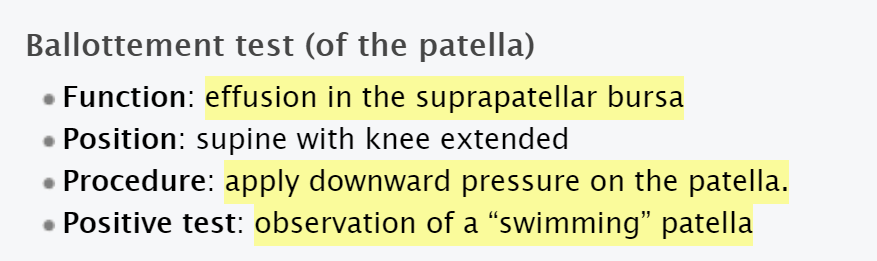 Ballottement test (of the patella)
Function: effusion in the suprapatellar bursa
Position: supine with knee extended
Procedure: apply downward pressure on the patella.
Positive test: observation of a “swimming” patella